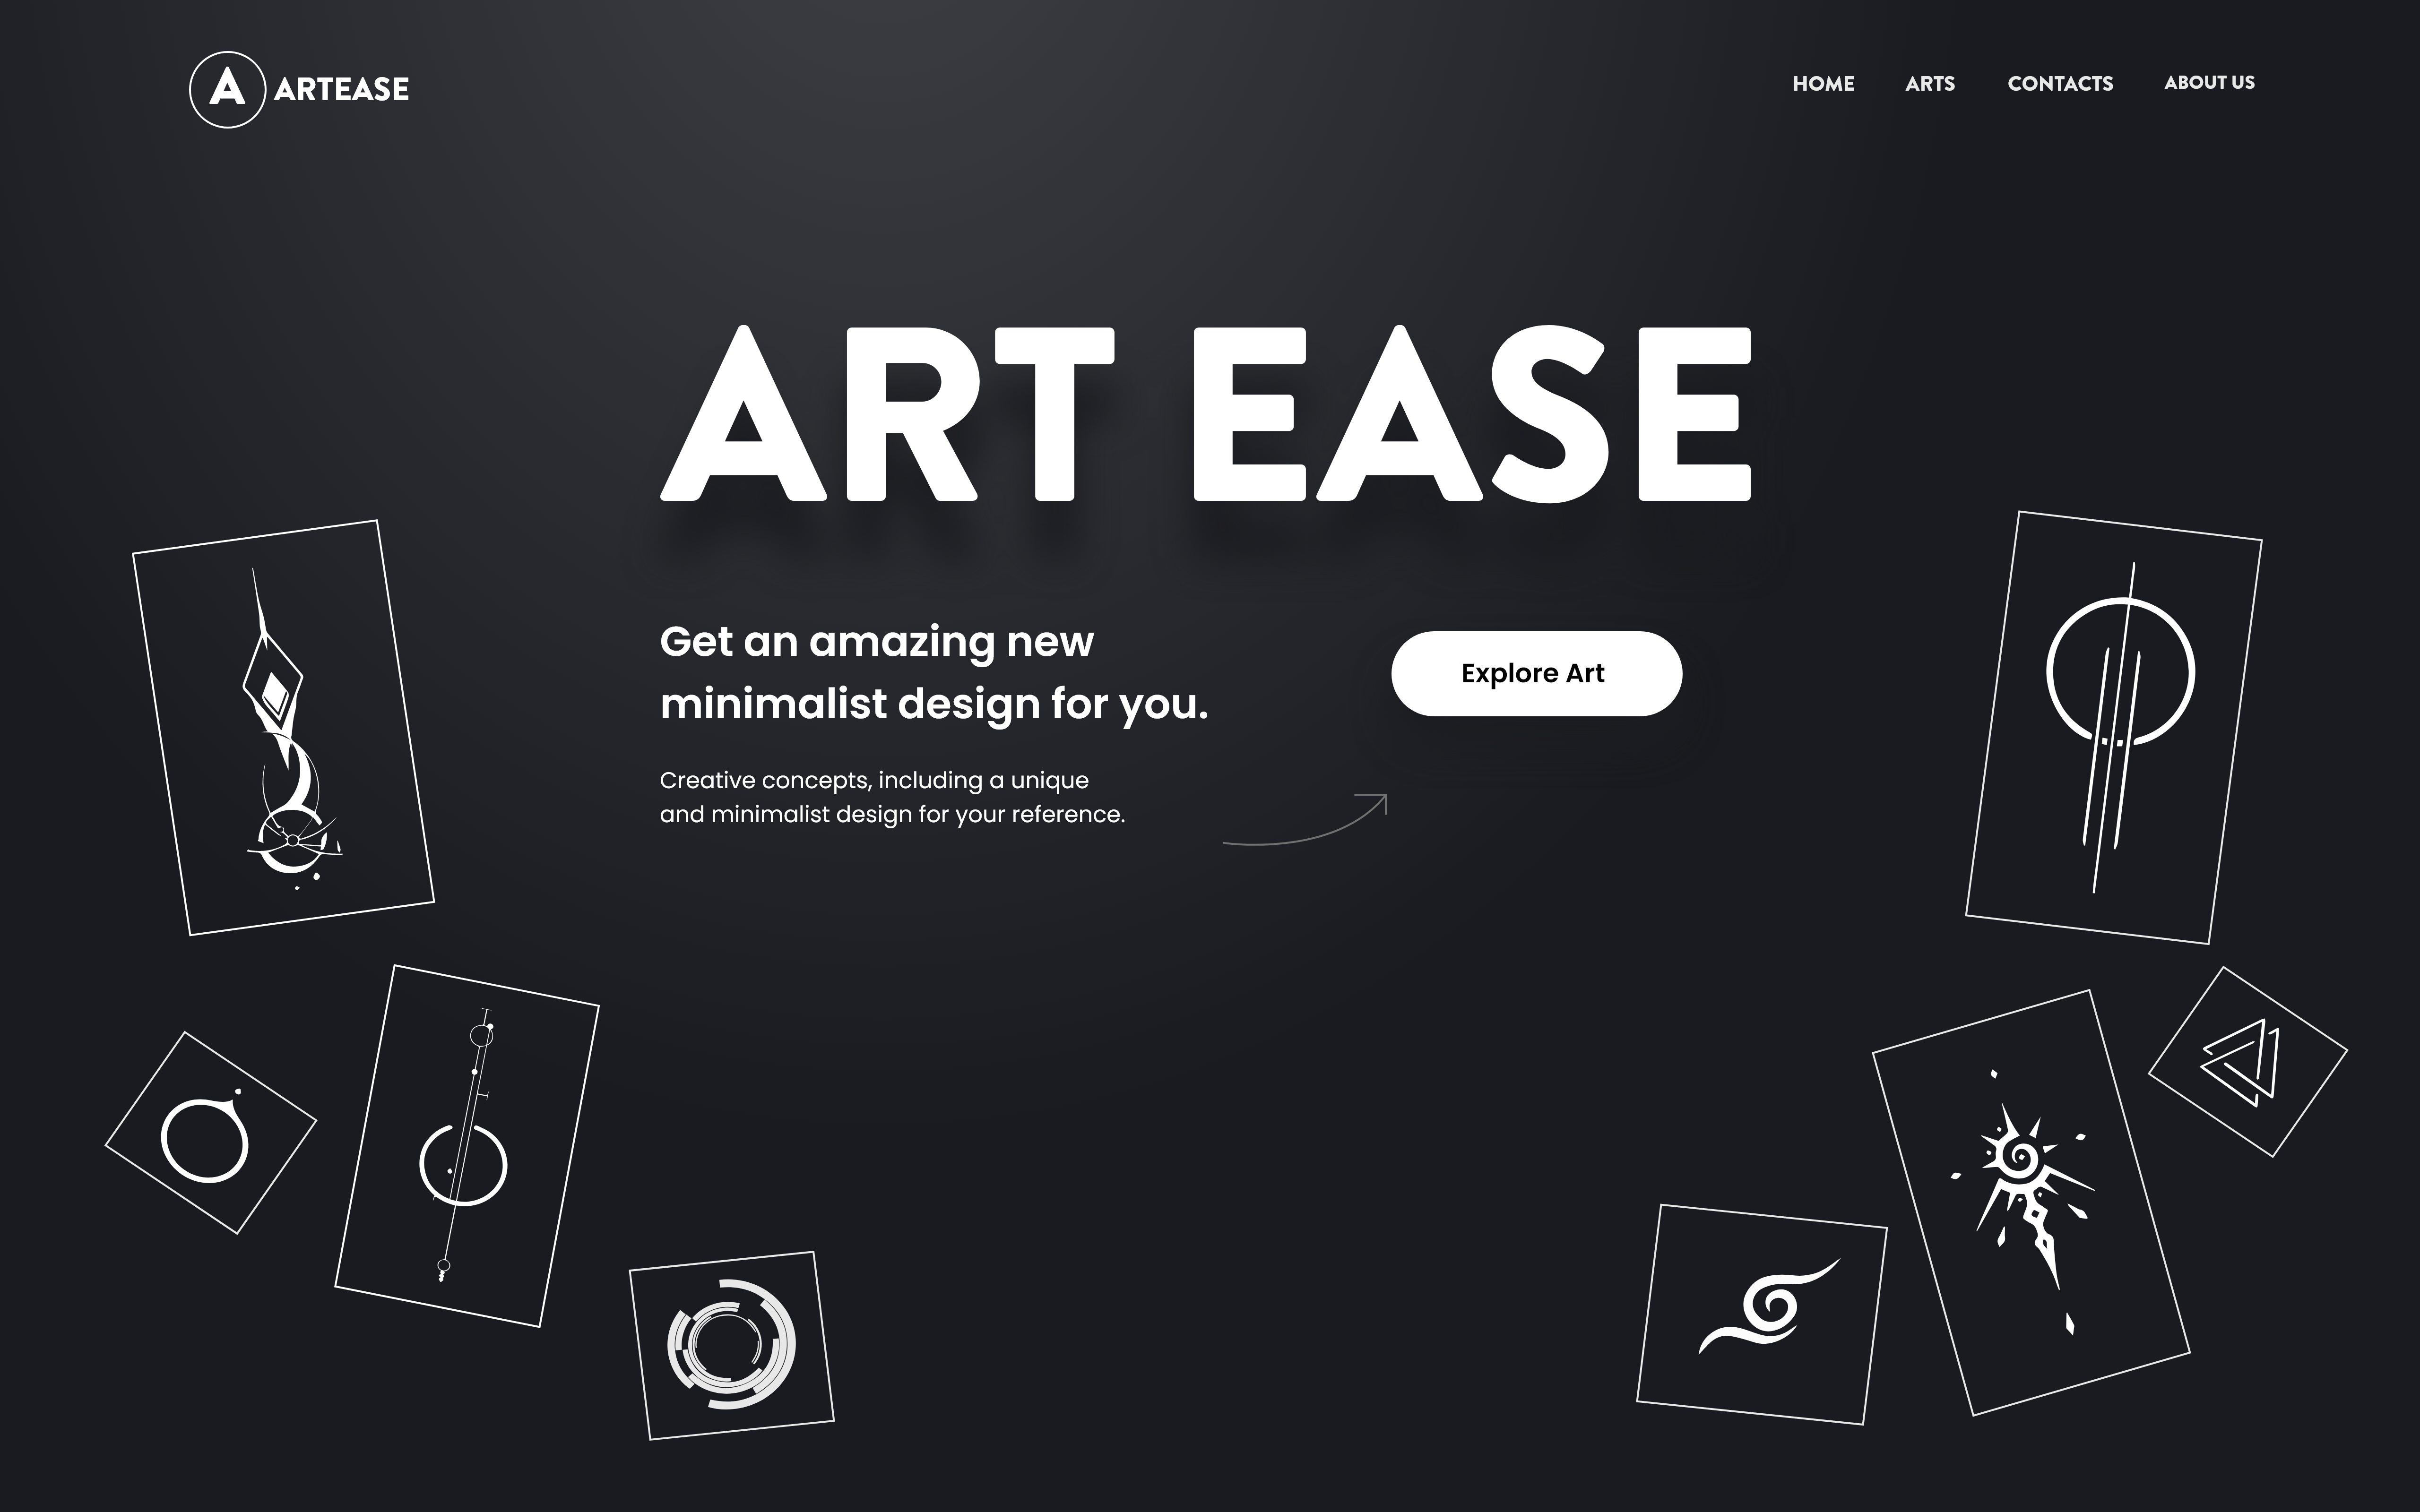 A ARTEASE
HOME ARTS CONTACTS ABOUT US
ART EASE
Get an amazing new
minimalist design for you.
Explore Art
Creative concepts, including a unique
and minimalist design for your reference.